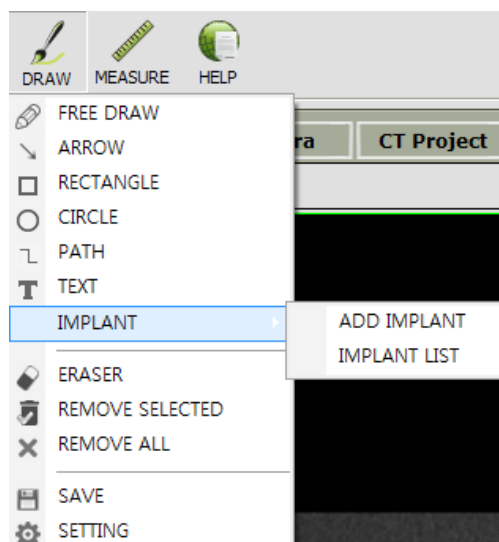 DRAW MEASURE HELP
FREE DRAW
ARROW
RECTANGLE
CIRCLE
PATH
TEXT
IMPLANT
ERASER
REMOVE SELECTED
REMOVE ALL
SAVE
SETTING
ra CT Project
ADD IMPLANT
IMPLANT LIST